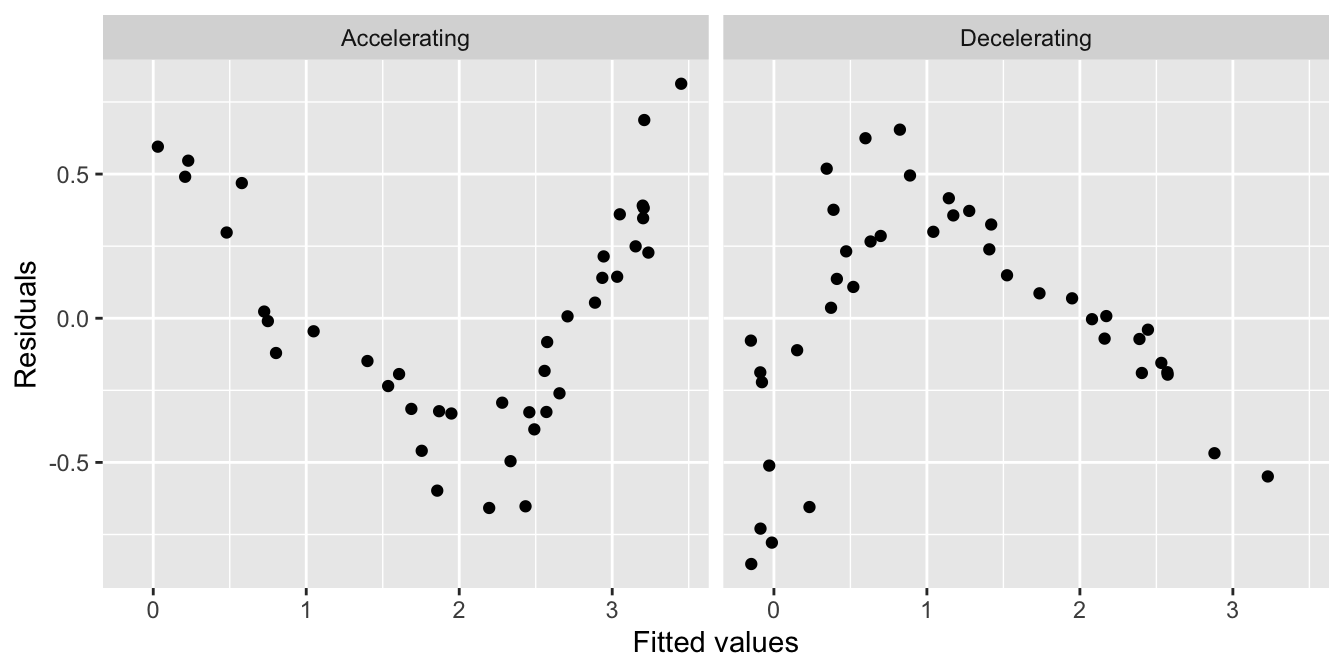 Accelerating
Decelerating
Residuals
0.5
0.0
-0.5
0 1 2 3
0 1 2 3
Fitted values